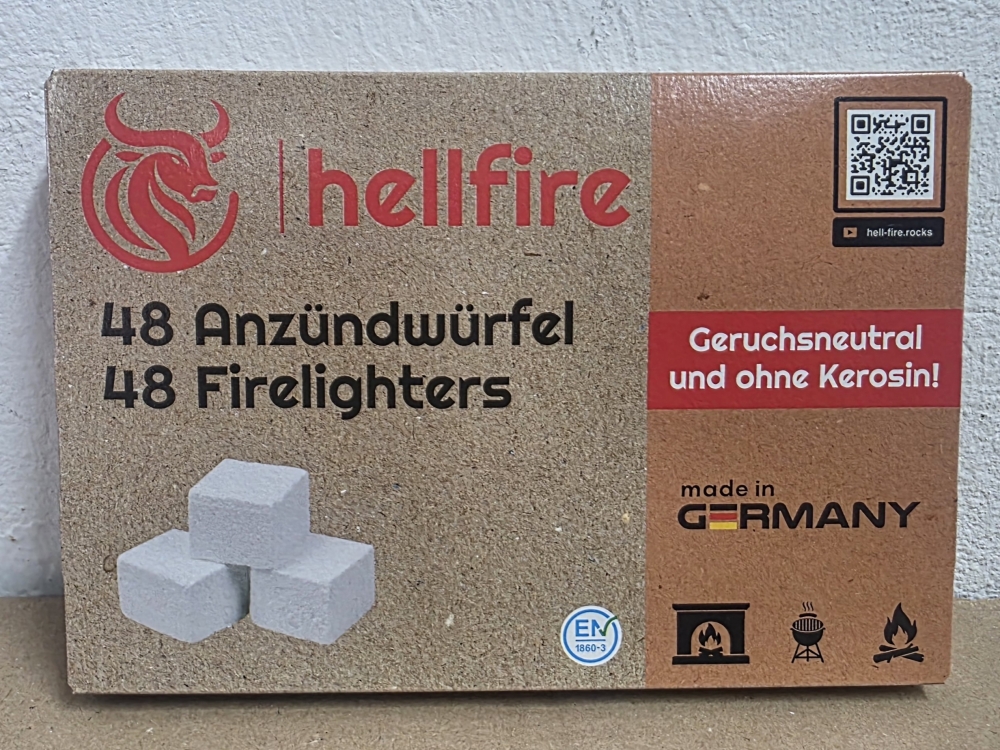 hellfire
48 Anzündwürfel
48 Firelighters
EN
1860-3
hell-fire.rocks
Geruchsneutral
und ohne Kerosin!
made in
GERMANY